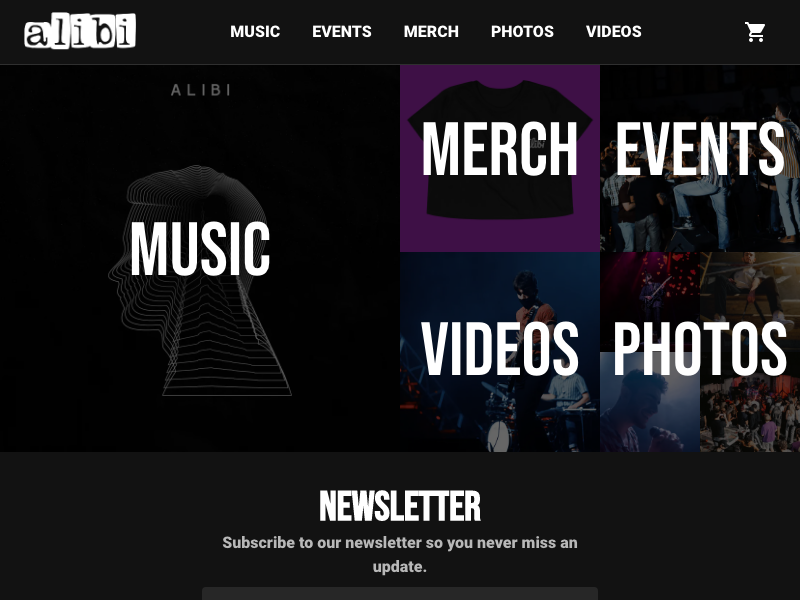 alibi
MUSIC EVENTS MERCH PHOTOS VIDEOS
ALIBI
MUSIC
MERCH
EVENTS
VIDEOS
PHOTOS
NEWSLETTER
Subscribe to our newsletter so you never miss an
update.